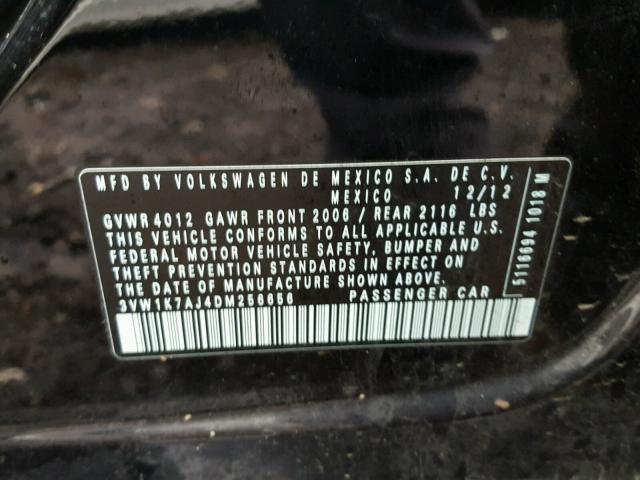 MFD BY VOLKSWAGEN DE MEXICO S.A. DE C.V.
MEXICO 12/12
GVWR 4012 GAWR FRONT 2006 / REAR 2116 LBS
THIS VEHICLE CONFORMS TO ALL APPLICABLE U.S.
FEDERAL MOTOR VEHICLE SAFETY, BUMPER AND
THEFT PREVENTION STANDARDS IN EFFECT ON
THE DATE OF MANUFACTURE SHOWN ABOVE.
3VW1K7AJ4DM256656 PASSENGER CAR
5116694 1018 M